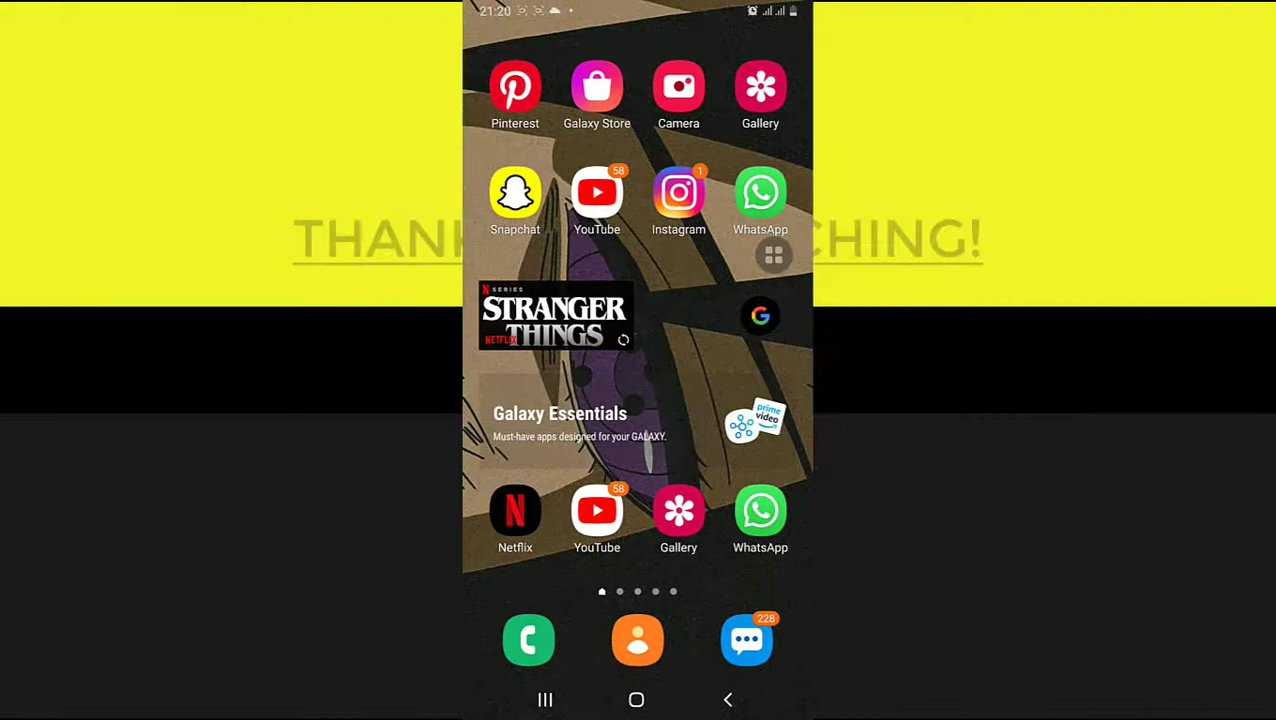 21:20
Pinterest Galaxy Store Camera Gallery
58 1
Snapchat YouTube Instagram WhatsApp
THANK CHING!
N SERIES
STRANGER
THINGS
NETFLIX
G
Galaxy Essentials
Must-have apps designed for your GALAXY.
prime
video
58
N
Netflix YouTube Gallery WhatsApp
228